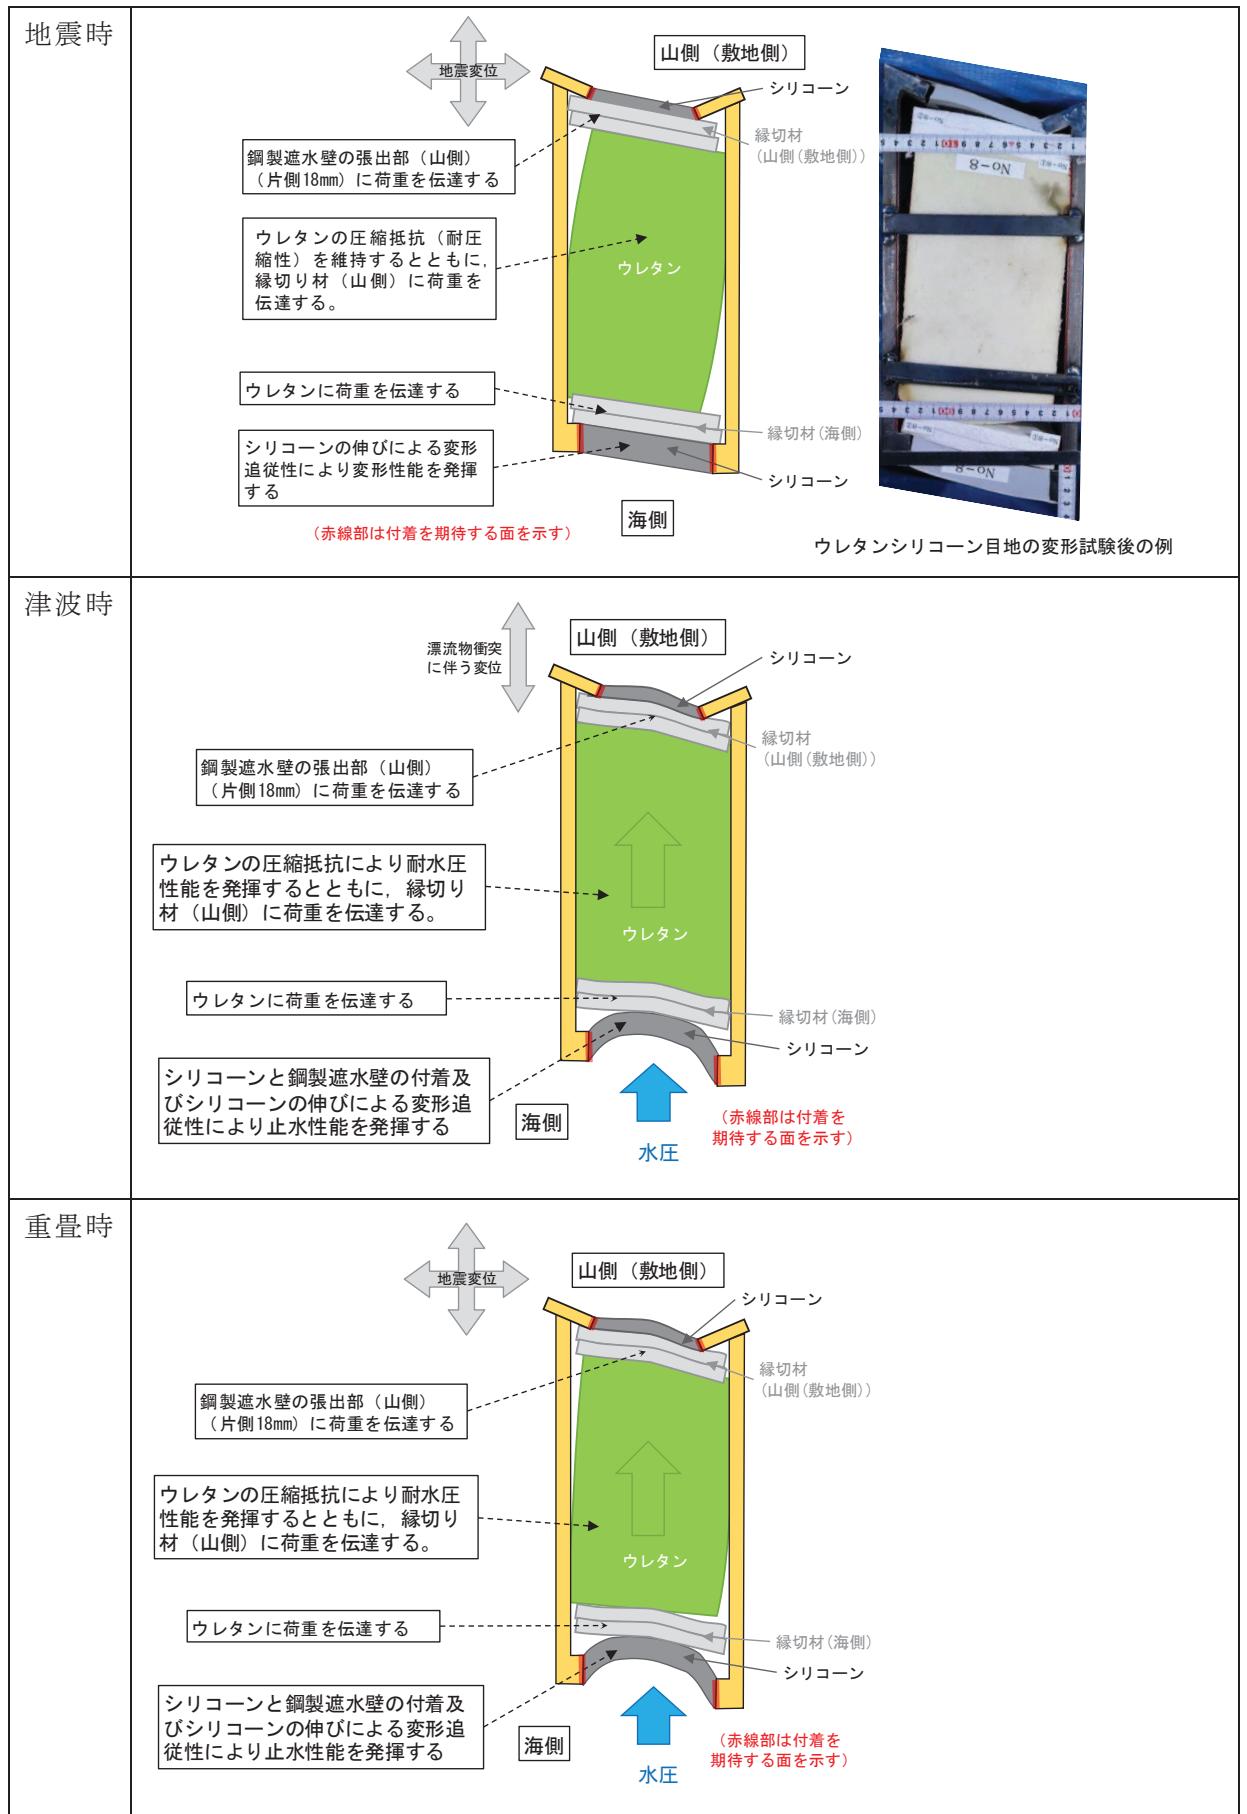 地震時
地震変位
山側（敷地側）
シリコーン
縁切材
（山側（敷地側））
鋼製遮水壁の張出部（山側）
（片側18mm）に荷重を伝達する
ウレタンの圧縮抵抗（耐圧
縮性）を維持するとともに，
縁切り材（山側）に荷重を
伝達する。
ウレタン
ウレタンに荷重を伝達する
縁切材（海側）
シリコーンの伸びによる変形
追従性により変形性能を発揮
する
シリコーン
海側
（赤線部は付着を期待する面を示す）
No-8
No-8
ウレタンシリコーン目地の変形試験後の例
津波時
漂流物衝突
に伴う変位
山側（敷地側）
シリコーン
縁切材
（山側（敷地側））
鋼製遮水壁の張出部（山側）
（片側18mm）に荷重を伝達する
ウレタンの圧縮抵抗により耐水圧
性能を発揮するとともに，縁切り
材（山側）に荷重を伝達する。
ウレタン
ウレタンに荷重を伝達する
縁切材（海側）
シリコーン
シリコーンと鋼製遮水壁の付着及
びシリコーンの伸びによる変形追
従性により止水性能を発揮する
海側
水圧
（赤線部は付着を
期待する面を示す）
重畳時
地震変位
山側（敷地側）
シリコーン
縁切材
（山側（敷地側））
鋼製遮水壁の張出部（山側）
（片側18mm）に荷重を伝達する
ウレタンの圧縮抵抗により耐水圧
性能を発揮するとともに，縁切り
材（山側）に荷重を伝達する。
ウレタン
ウレタンに荷重を伝達する
縁切材（海側）
シリコーン
シリコーンと鋼製遮水壁の付着及
びシリコーンの伸びによる変形追
従性により止水性能を発揮する
海側
水圧
（赤線部は付着を
期待する面を示す）